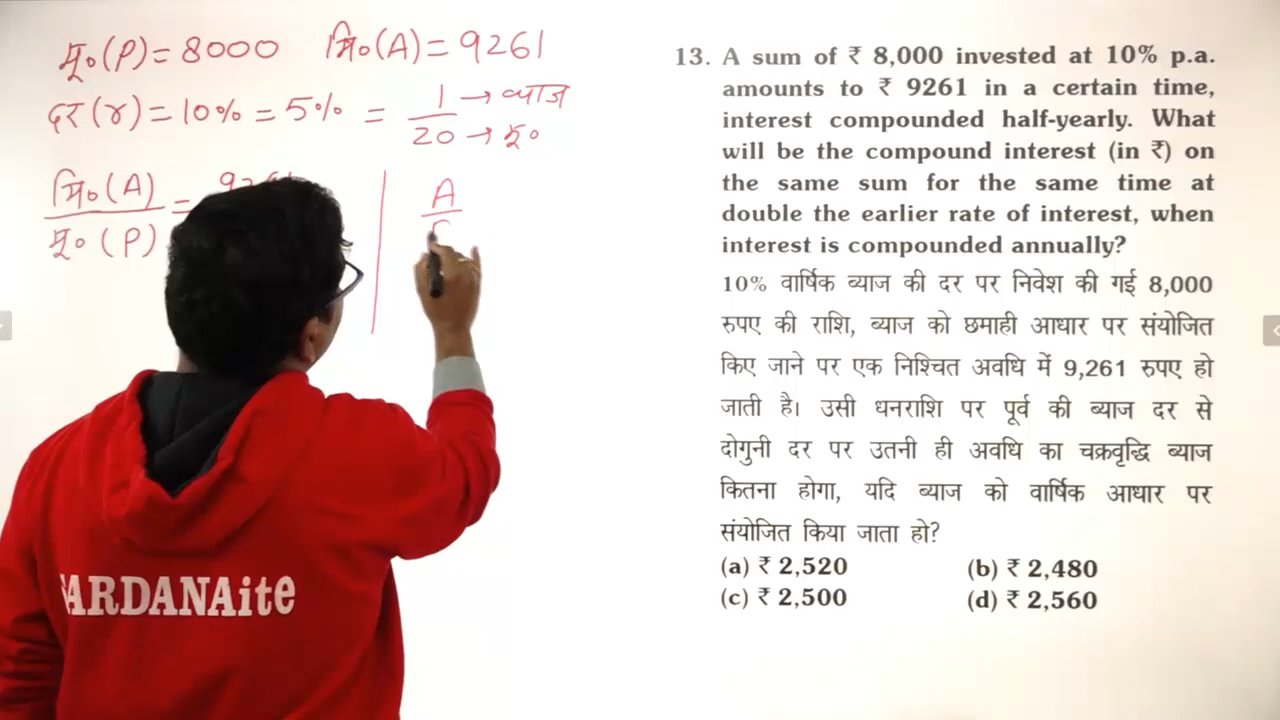 मू०(P) = 8000 मि०(A) = 9261
दर(r) = 10% = 5% = 1/20 → ब्याज → मू०
मि०(A)/मू०(P) =
A
13. A sum of ₹ 8,000 invested at 10% p.a.
amounts to ₹ 9261 in a certain time,
interest compounded half-yearly. What
will be the compound interest (in ₹) on
the same sum for the same time at
double the earlier rate of interest, when
interest is compounded annually?
10% वार्षिक ब्याज की दर पर निवेश की गई 8,000
रुपए की राशि, ब्याज को छमाही आधार पर संयोजित
किए जाने पर एक निश्चित अवधि में 9,261 रुपए हो
जाती है। उसी धनराशि पर पूर्व की ब्याज दर से
दोगुनी दर पर उतनी ही अवधि का चक्रवृद्धि ब्याज
कितना होगा, यदि ब्याज को वार्षिक आधार पर
संयोजित किया जाता हो?
(a) ₹ 2,520 (b) ₹ 2,480
(c) ₹ 2,500 (d) ₹ 2,560
SARDANAite